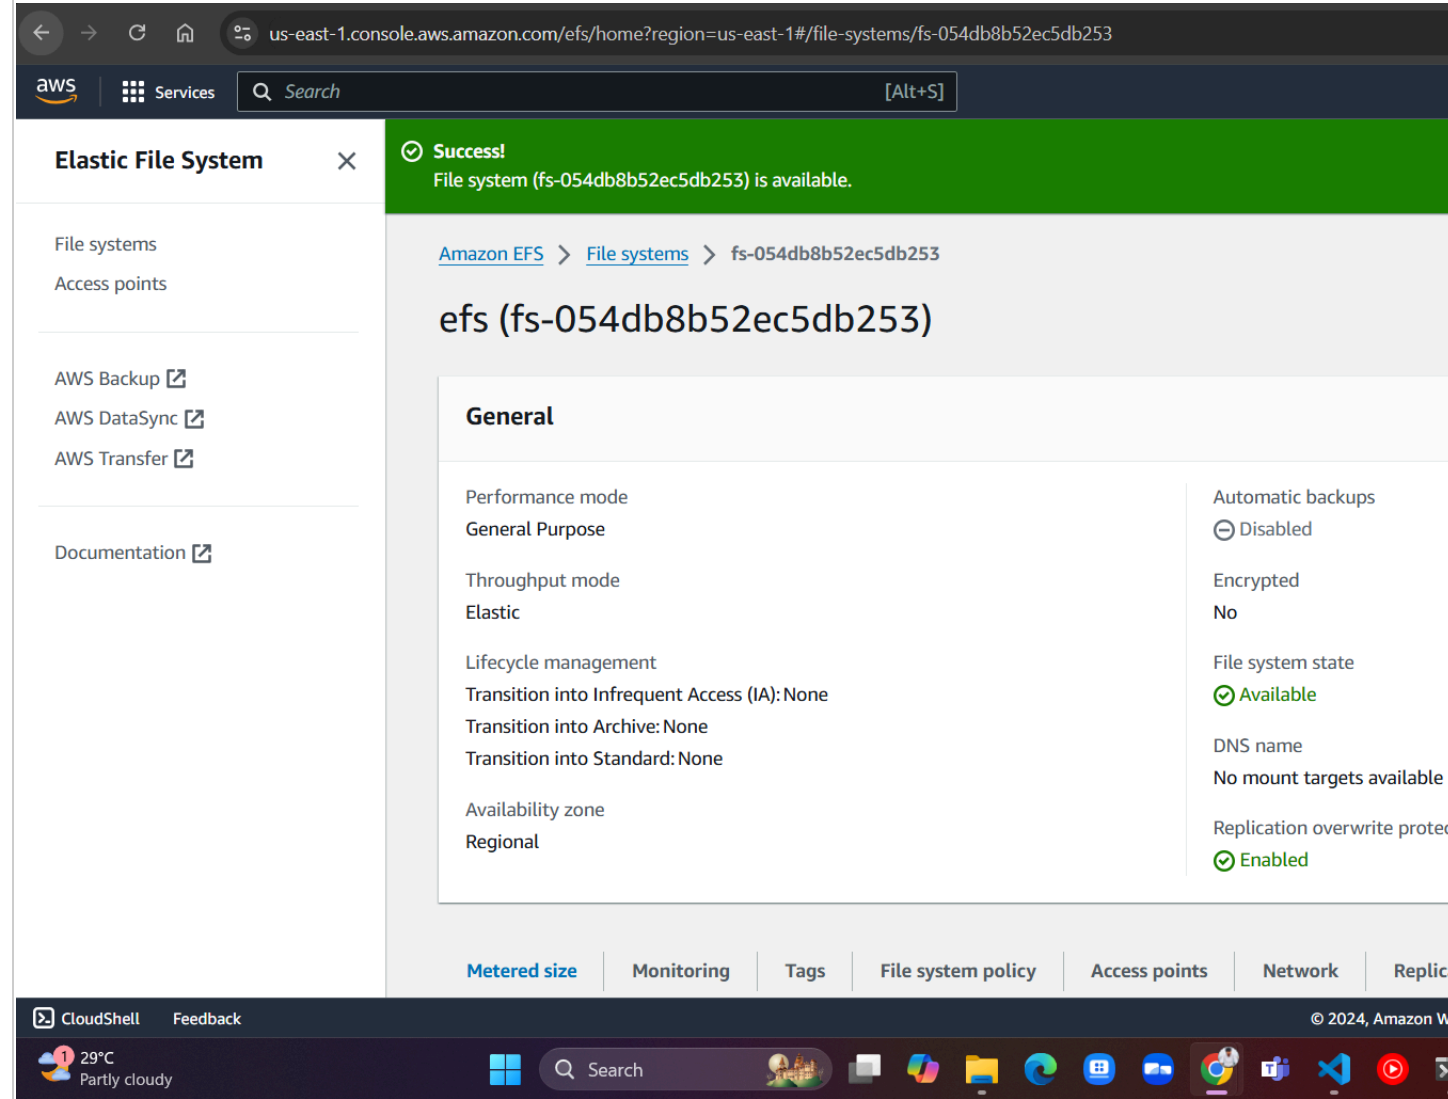 us-east-1.console.aws.amazon.com/efs/home?region=us-east-1#/file-systems/fs-054db8b52ec5db253
aws
Services
Search
[Alt+S]
Elastic File System
Success!
File system (fs-054db8b52ec5db253) is available.
File systems
Access points
AWS Backup
AWS DataSync
AWS Transfer
Documentation
Amazon EFS
File systems
fs-054db8b52ec5db253
efs (fs-054db8b52ec5db253)
General
Performance mode
General Purpose
Throughput mode
Elastic
Lifecycle management
Transition into Infrequent Access (IA): None
Transition into Archive: None
Transition into Standard: None
Availability zone
Regional
Automatic backups
Disabled
Encrypted
No
File system state
Available
DNS name
No mount targets available
Replication overwrite protec
Enabled
Metered size
Monitoring
Tags
File system policy
Access points
Network
Replic
CloudShell
Feedback
© 2024, Amazon W
1
29°C
Partly cloudy
Search